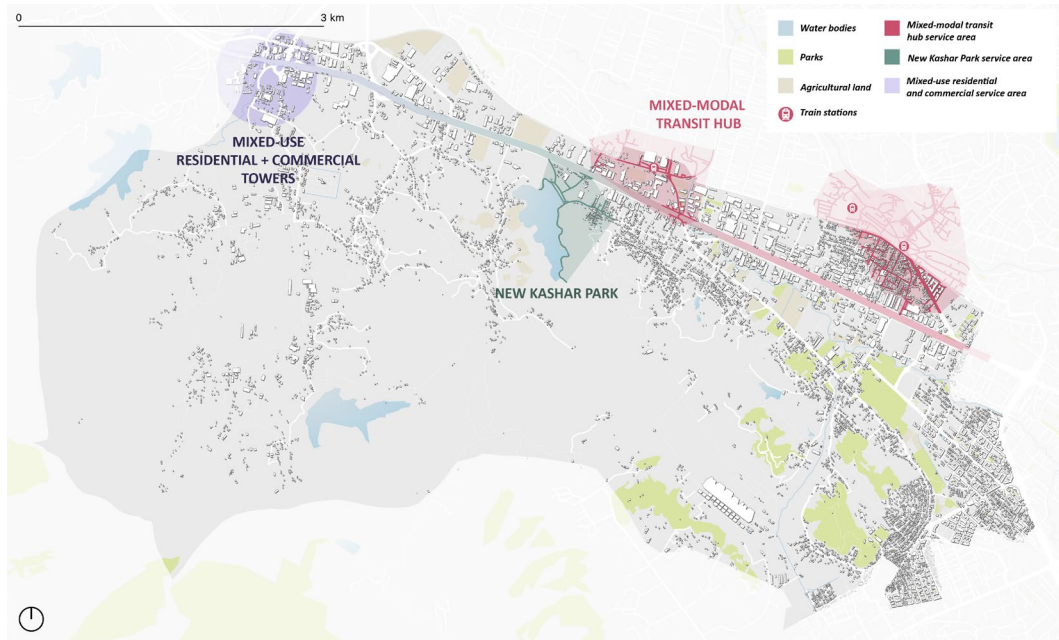 0
3 km
Water bodies
Parks
Agricultural land
Train stations
Mixed-modal transit
hub service area
New Kashar Park service area
Mixed-use residential
and commercial service area
MIXED-MODAL
TRANSIT HUB
MIXED-USE
RESIDENTIAL + COMMERCIAL
TOWERS
NEW KASHAR PARK